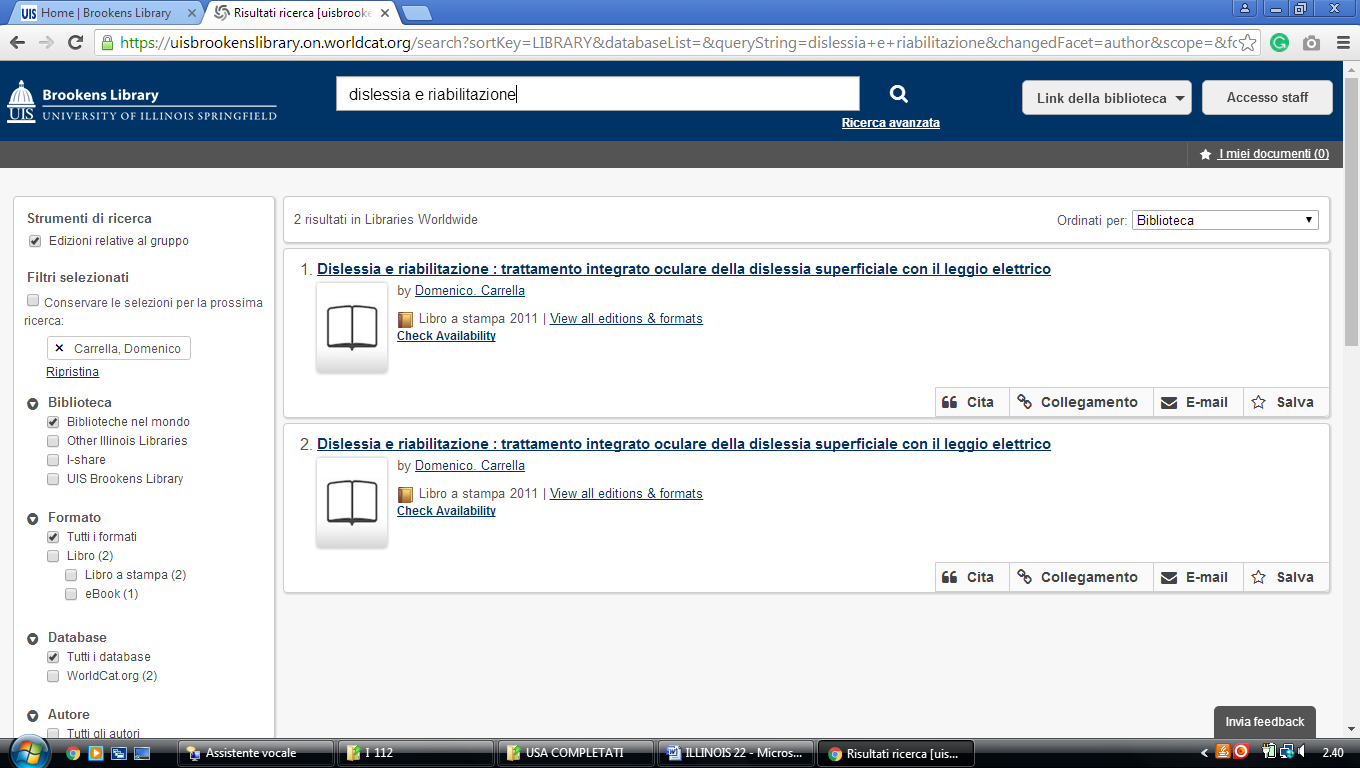 UIS Home | Brookens Library
Risultati ricerca [uisbrooke
https://uisbrookenslibrary.on.worldcat.org/search?sortKey=LIBRARY&databaseList=&queryString=dislessia+e+riabilitazione&changedFacet=author&scope=&fo
UIS Brookens Library
UNIVERSITY OF ILLINOIS SPRINGFIELD
dislessia e riabilitazione
Ricerca avanzata
Link della biblioteca
Accesso staff
I miei documenti (0)
Strumenti di ricerca
Edizioni relative al gruppo
Filtri selezionati
Conservare le selezioni per la prossima
ricerca:
× Carrella, Domenico
Ripristina
Biblioteca
Biblioteche nel mondo
Other Illinois Libraries
I-share
UIS Brookens Library
Formato
Tutti i formati
Libro (2)
Libro a stampa (2)
eBook (1)
Database
Tutti i database
WorldCat.org (2)
Autore
Tutti gli autori
2 risultati in Libraries Worldwide
Ordinati per: Biblioteca
1. Dislessia e riabilitazione : trattamento integrato oculare della dislessia superficiale con il leggio elettrico
by Domenico. Carrella
Libro a stampa 2011 | View all editions & formats
Check Availability
Cita Collegamento E-mail Salva
2. Dislessia e riabilitazione : trattamento integrato oculare della dislessia superficiale con il leggio elettrico
by Domenico. Carrella
Libro a stampa 2011 | View all editions & formats
Check Availability
Cita Collegamento E-mail Salva
Invia feedback
Assistente vocale
I 112
USA COMPLETATI
ILLINOIS 22 - Micros...
Risultati ricerca [uis...
2.40